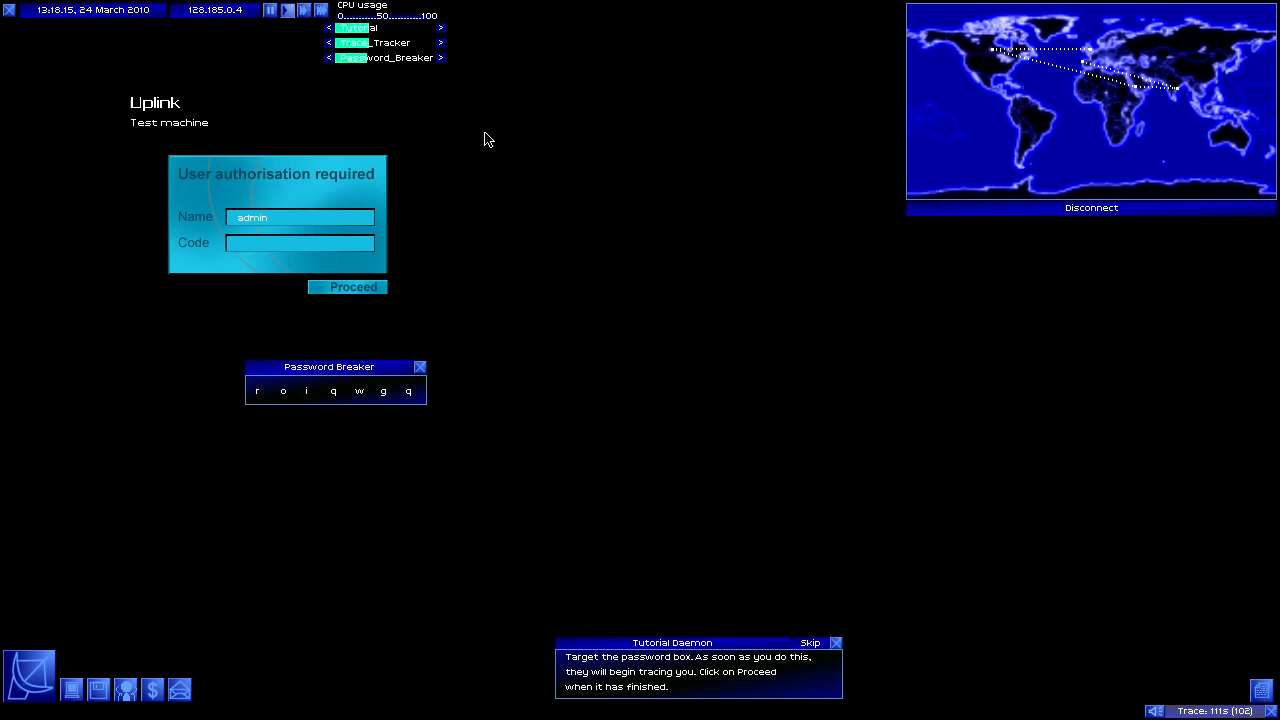 13:18.15, 24 March 2010
128.185.0.4
CPU usage
0...........50...........100
< Tutorial >
< Trace_Tracker >
< Password_Breaker >
Uplink
Test machine
User authorisation required
Name admin
Code
Proceed
Disconnect
Password Breaker
r o i q w g q
Tutorial Daemon Skip
Target the password box. As soon as you do this,
they will begin tracing you. Click on Proceed
when it has finished.
$
Trace: 111s (102)